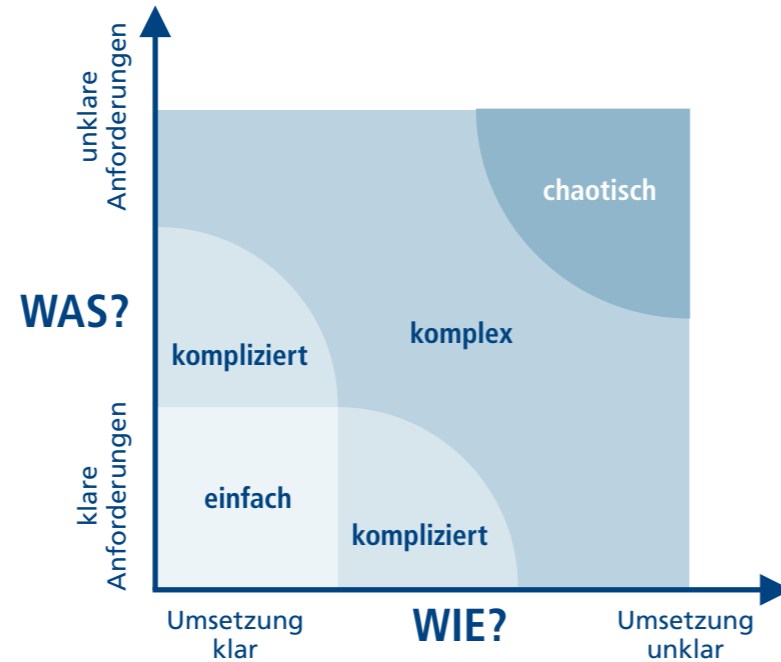 unklare
Anforderungen
chaotisch
WAS?
komplex
kompliziert
klare
Anforderungen
einfach
kompliziert
Umsetzung
klar
WIE?
Umsetzung
unklar